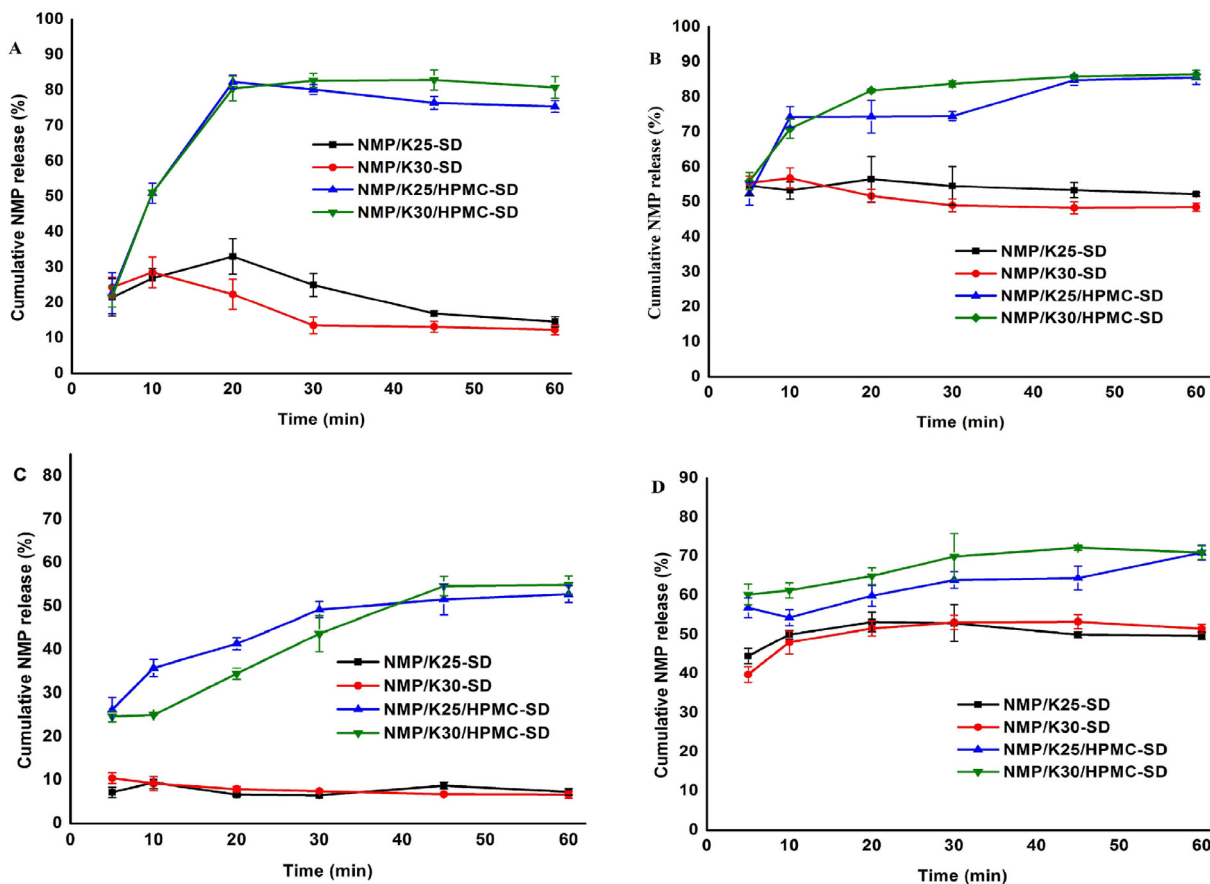 A
Cumulative NMP release (%)
100
90
80
70
60
50
40
30
20
10
0
NMP/K25-SD
NMP/K30-SD
NMP/K25/HPMC-SD
NMP/K30/HPMC-SD
0 10 20 30 40 50 60
Time (min)
B
Cumulative NMP release (%)
100
90
80
70
60
50
40
30
20
10
0
NMP/K25-SD
NMP/K30-SD
NMP/K25/HPMC-SD
NMP/K30/HPMC-SD
0 10 20 30 40 50 60
Time (min)
C
Cumulative NMP release (%)
80
70
60
50
40
30
20
10
0
NMP/K25-SD
NMP/K30-SD
NMP/K25/HPMC-SD
NMP/K30/HPMC-SD
0 10 20 30 40 50 60
Time (min)
D
Cumulative NMP release (%)
90
80
70
60
50
40
30
20
10
0
NMP/K25-SD
NMP/K30-SD
NMP/K25/HPMC-SD
NMP/K30/HPMC-SD
0 10 20 30 40 50 60
Time (min)